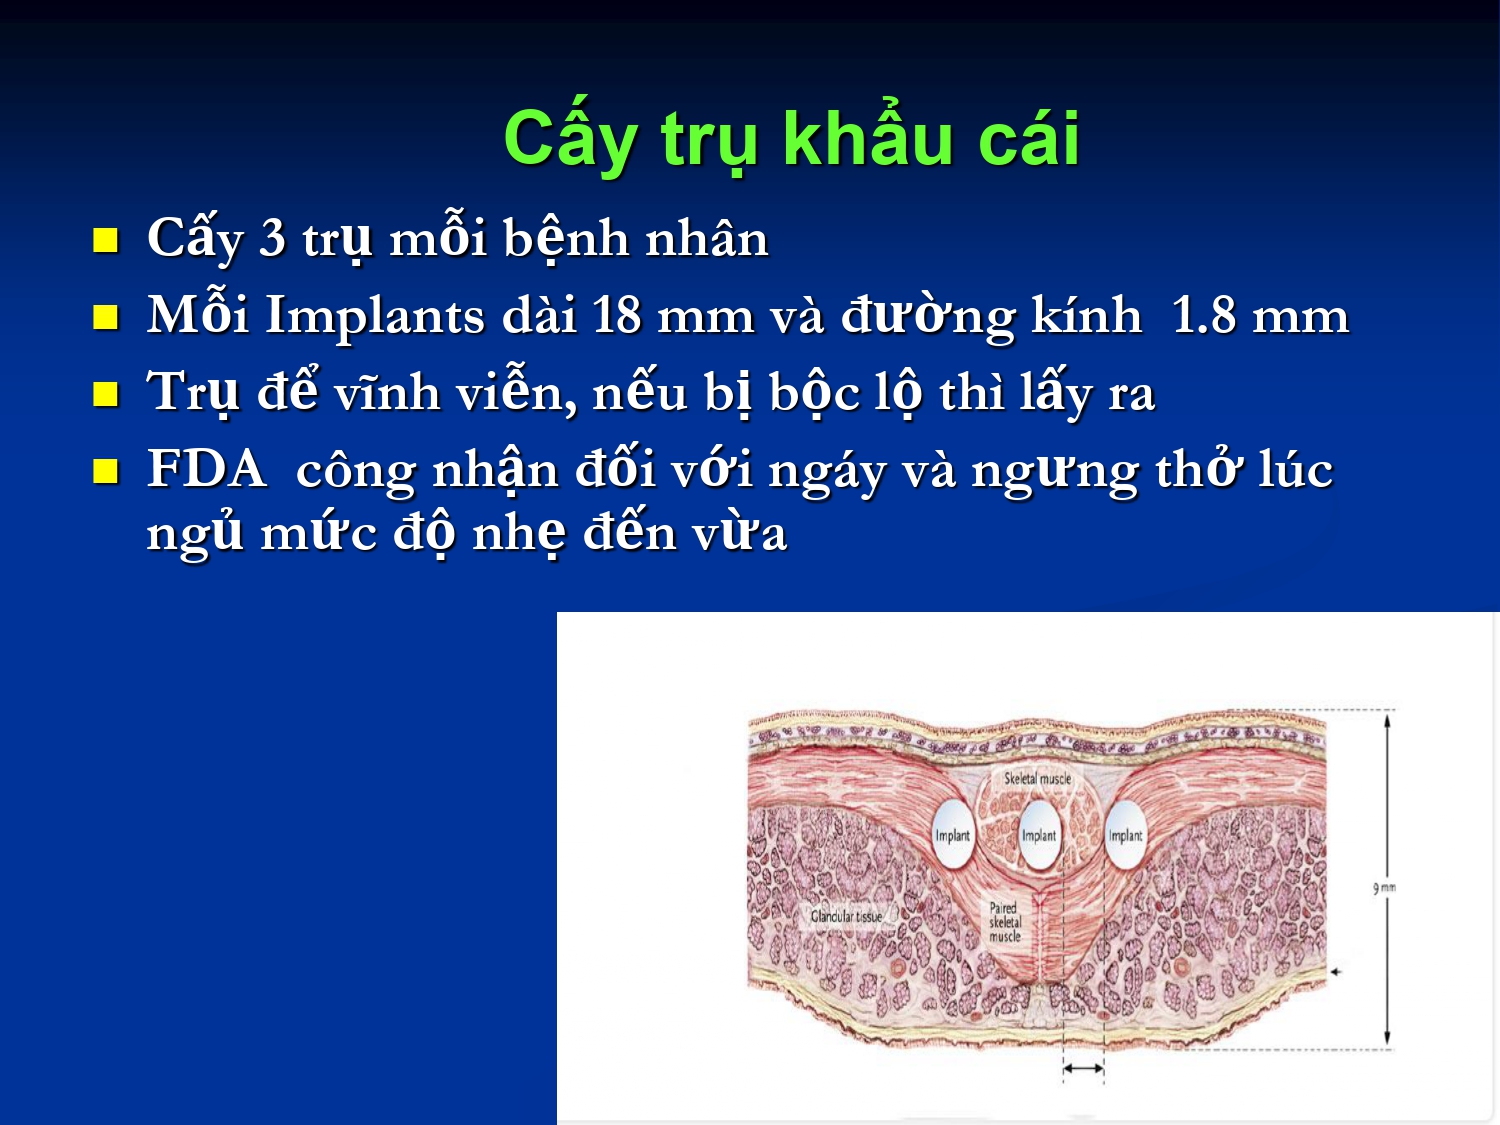 Cấy trụ khẩu cái
Cấy 3 trụ mỗi bệnh nhân
Mỗi Implants dài 18 mm và đường kính 1.8 mm
Trụ để vĩnh viễn, nếu bị bộc lộ thì lấy ra
FDA công nhận đối với ngáy và ngưng thở lúc
ngủ mức độ nhẹ đến vừa
Skeletal muscle
Implant
Implant
Implant
9 mm
Glandular tissue
Paired
skeletal
muscle